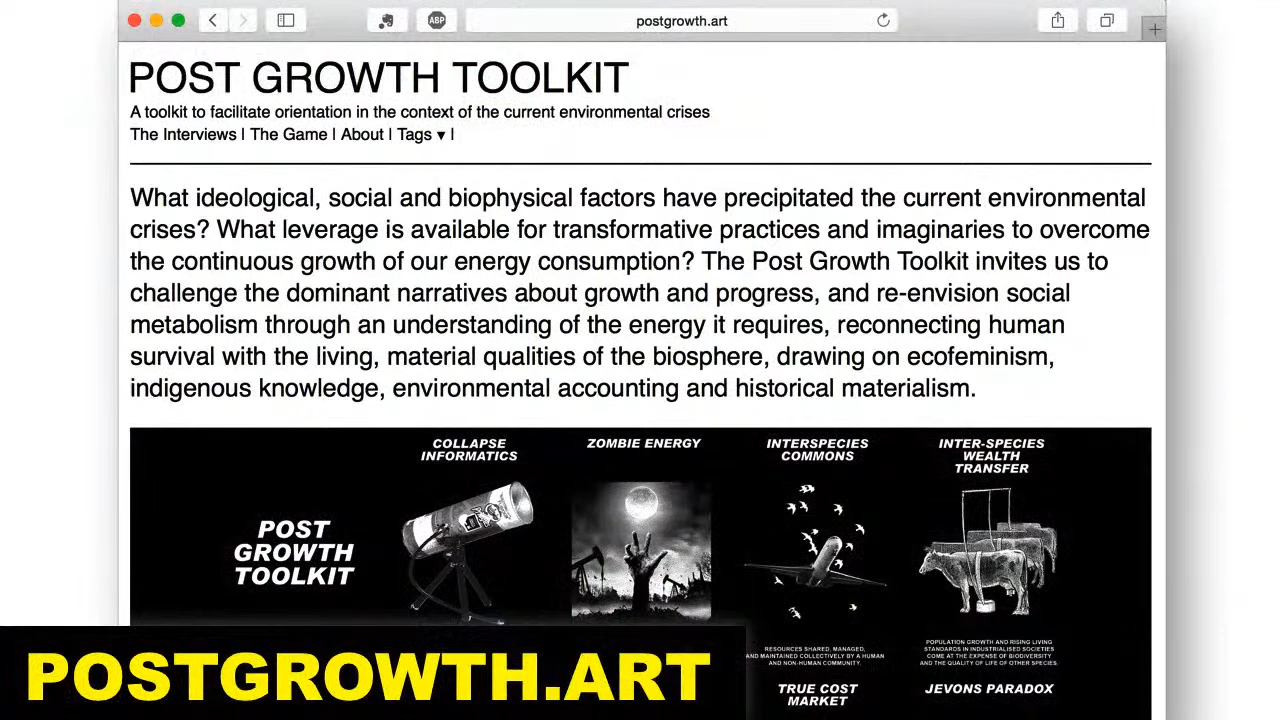 ABP
postgrowth.art
POST GROWTH TOOLKIT
A toolkit to facilitate orientation in the context of the current environmental crises
The Interviews | The Game | About | Tags ▾ |
What ideological, social and biophysical factors have precipitated the current environmental
crises? What leverage is available for transformative practices and imaginaries to overcome
the continuous growth of our energy consumption? The Post Growth Toolkit invites us to
challenge the dominant narratives about growth and progress, and re-envision social
metabolism through an understanding of the energy it requires, reconnecting human
survival with the living, material qualities of the biosphere, drawing on ecofeminism,
indigenous knowledge, environmental accounting and historical materialism.
POST
GROWTH
TOOLKIT
COLLAPSE
INFORMATICS
ZOMBIE ENERGY
INTERSPECIES
COMMONS
INTER-SPECIES
WEALTH
TRANSFER
RESOURCES SHARED, MANAGED,
AND MAINTAINED COLLECTIVELY BY A HUMAN
AND NON-HUMAN COMMUNITY.
POPULATION GROWTH AND RISING LIVING
STANDARDS IN INDUSTRIALISED SOCIETIES
COME AT THE EXPENSE OF BIODIVERSITY
AND THE QUALITY OF LIFE OF OTHER SPECIES
TRUE COST
MARKET
JEVONS PARADOX
POSTGROWTH.ART